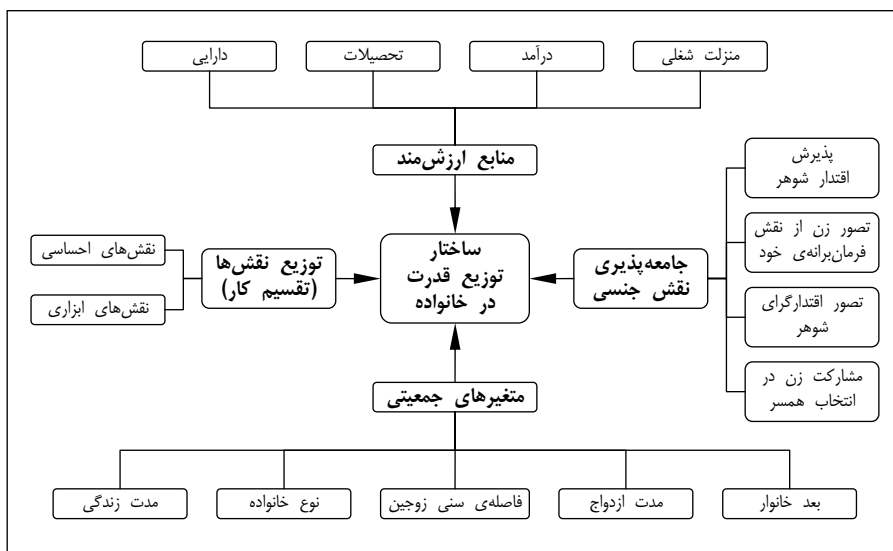 منزلت شغلی
درآمد
تحصیلات
دارایی
منابع ارزش‌مند
پذیرش
اقتدار شوهر
تصور زن از نقش
فرمان‌برانه‌ی خود
تصور اقتدارگرای
شوهر
مشارکت زن در
انتخاب همسر
جامعه‌پذیری
نقش جنسی
ساختار
توزیع قدرت
در خانواده
توزیع نقش‌ها
(تقسیم کار)
نقش‌های احساسی
نقش‌های ابزاری
متغیرهای جمعیتی
بعد خانوار
مدت ازدواج
فاصله‌ی سنی زوجین
نوع خانواده
مدت زندگی